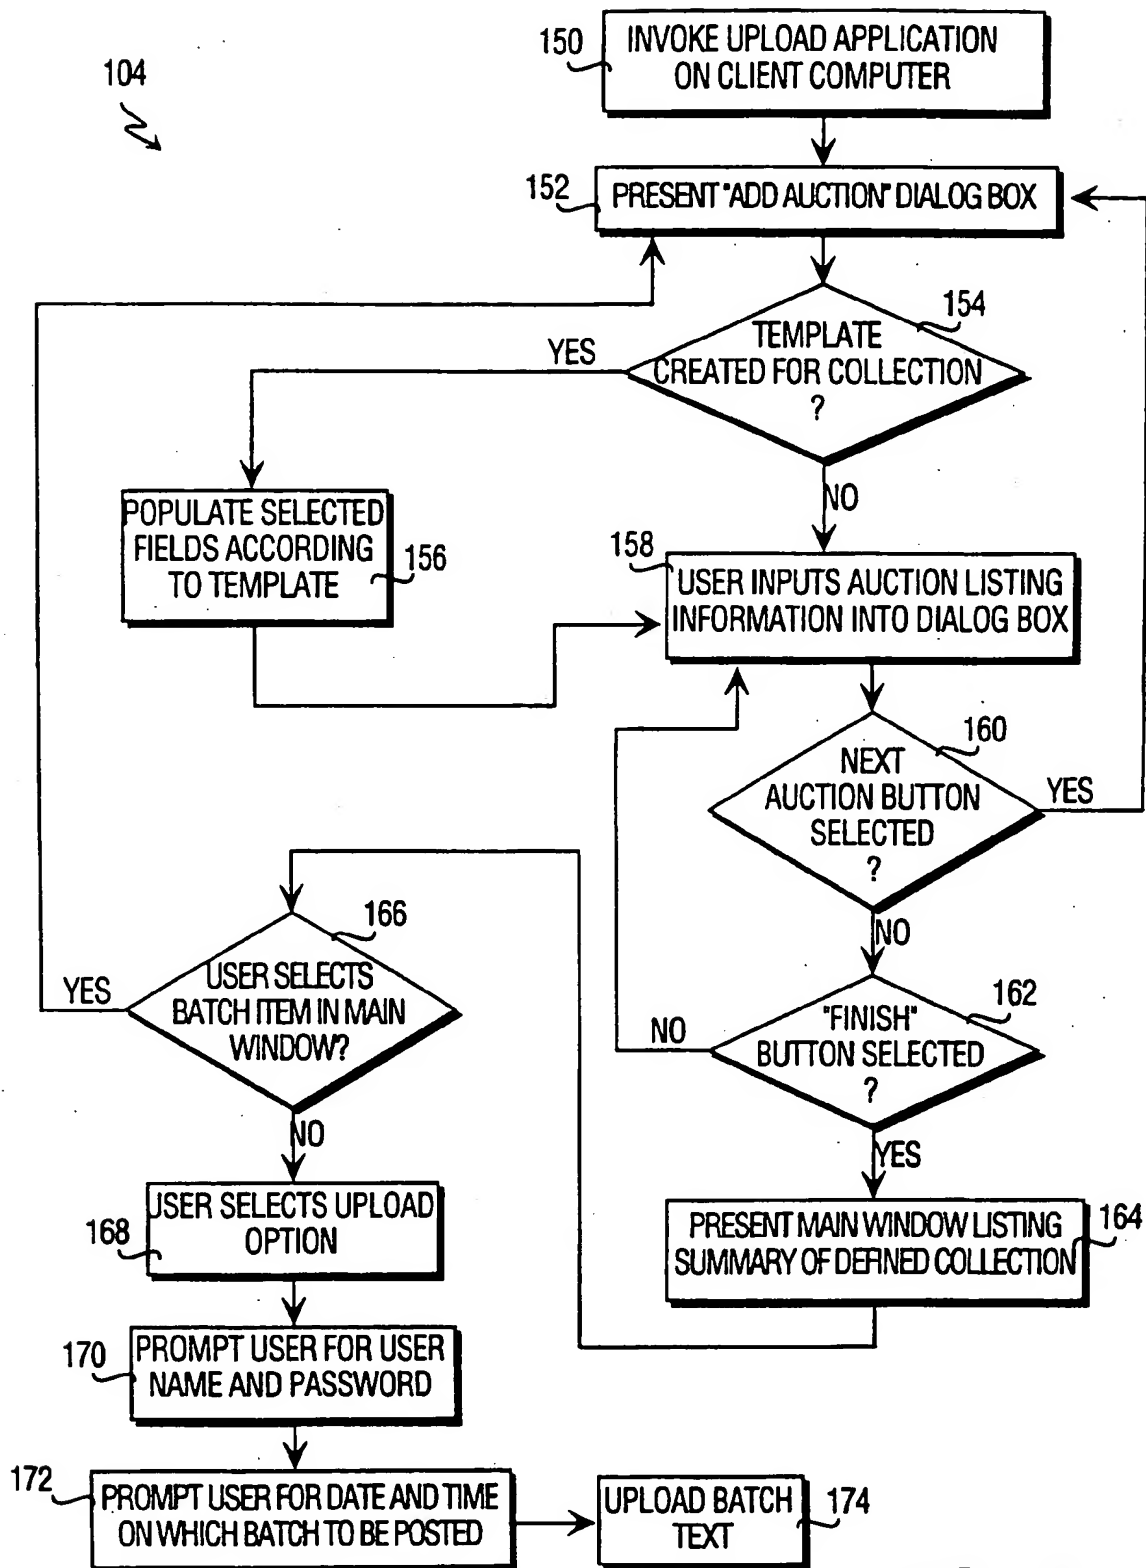 104
150
INVOKE UPLOAD APPLICATION
ON CLIENT COMPUTER
152
PRESENT "ADD AUCTION" DIALOG BOX
154
TEMPLATE
CREATED FOR COLLECTION
?
YES
NO
POPULATE SELECTED
FIELDS ACCORDING
TO TEMPLATE
156
158
USER INPUTS AUCTION LISTING
INFORMATION INTO DIALOG BOX
160
NEXT
AUCTION BUTTON
SELECTED
?
YES
NO
162
"FINISH"
BUTTON SELECTED
?
NO
YES
PRESENT MAIN WINDOW LISTING
SUMMARY OF DEFINED COLLECTION
164
166
USER SELECTS
BATCH ITEM IN MAIN
WINDOW?
YES
NO
USER SELECTS UPLOAD
OPTION
168
170
PROMPT USER FOR USER
NAME AND PASSWORD
172
PROMPT USER FOR DATE AND TIME
ON WHICH BATCH TO BE POSTED
UPLOAD BATCH
TEXT
174